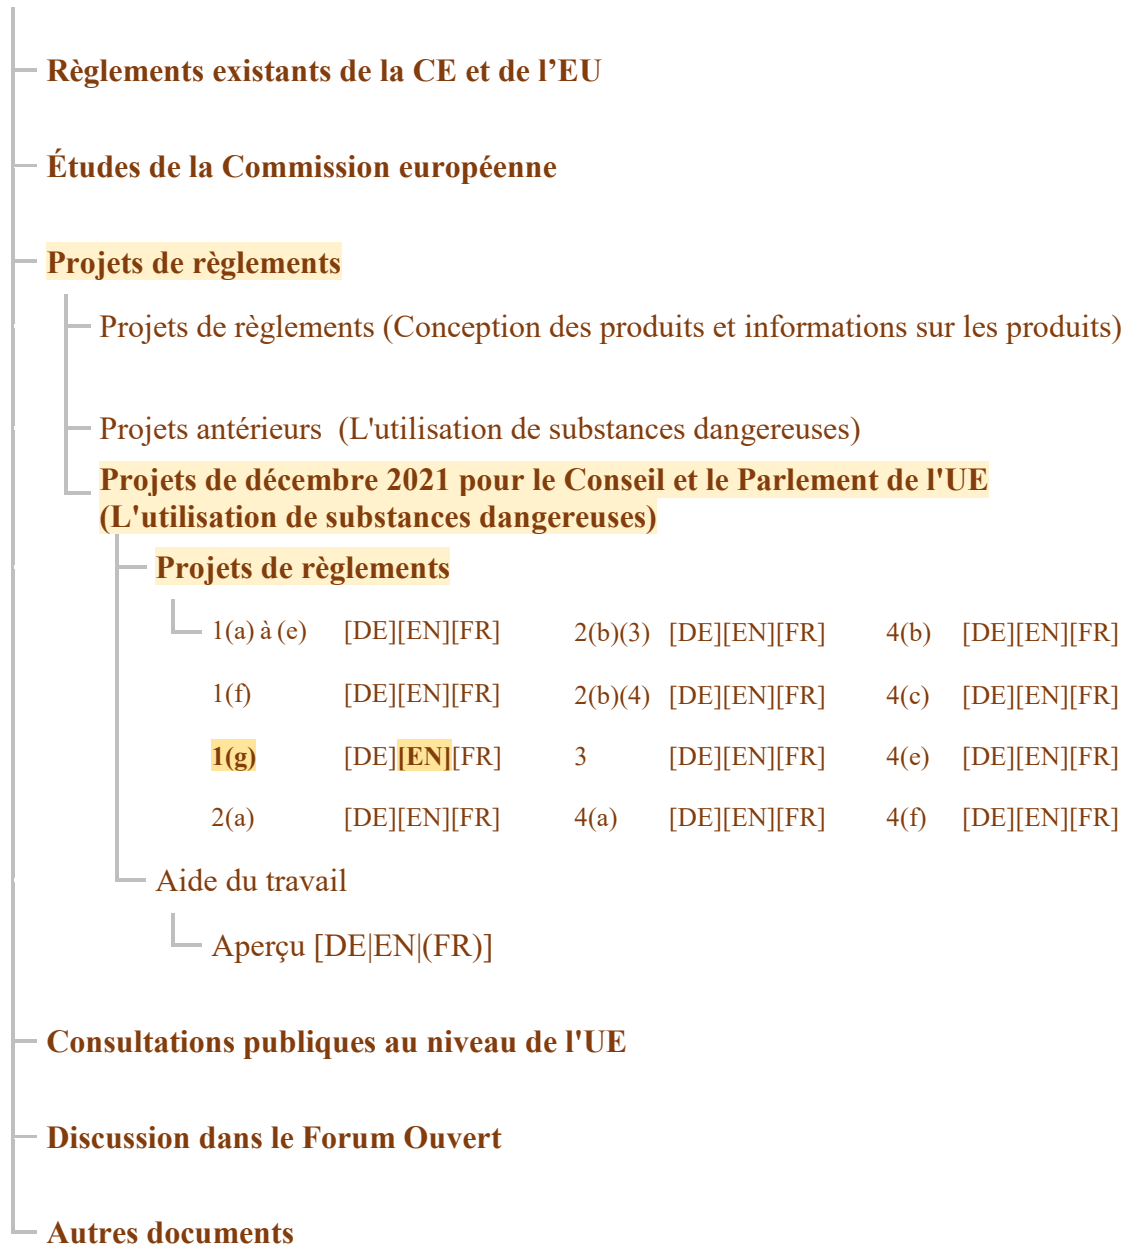 Règlements existants de la CE et de l’EU
Études de la Commission européenne
Projets de règlements
Projets de règlements (Conception des produits et informations sur les produits)
Projets antérieurs  (L'utilisation de substances dangereuses)
Projets de décembre 2021 pour le Conseil et le Parlement de l'UE
(L'utilisation de substances dangereuses)
Projets de règlements
1(a) à (e) [DE][EN][FR] 2(b)(3) [DE][EN][FR] 4(b) [DE][EN][FR]
1(f) [DE][EN][FR] 2(b)(4) [DE][EN][FR] 4(c) [DE][EN][FR]
1(g) [DE][EN][FR] 3 [DE][EN][FR] 4(e) [DE][EN][FR]
2(a) [DE][EN][FR] 4(a) [DE][EN][FR] 4(f) [DE][EN][FR]
Aide du travail
Aperçu [DE|EN|(FR)]
Consultations publiques au niveau de l'UE
Discussion dans le Forum Ouvert
Autres documents